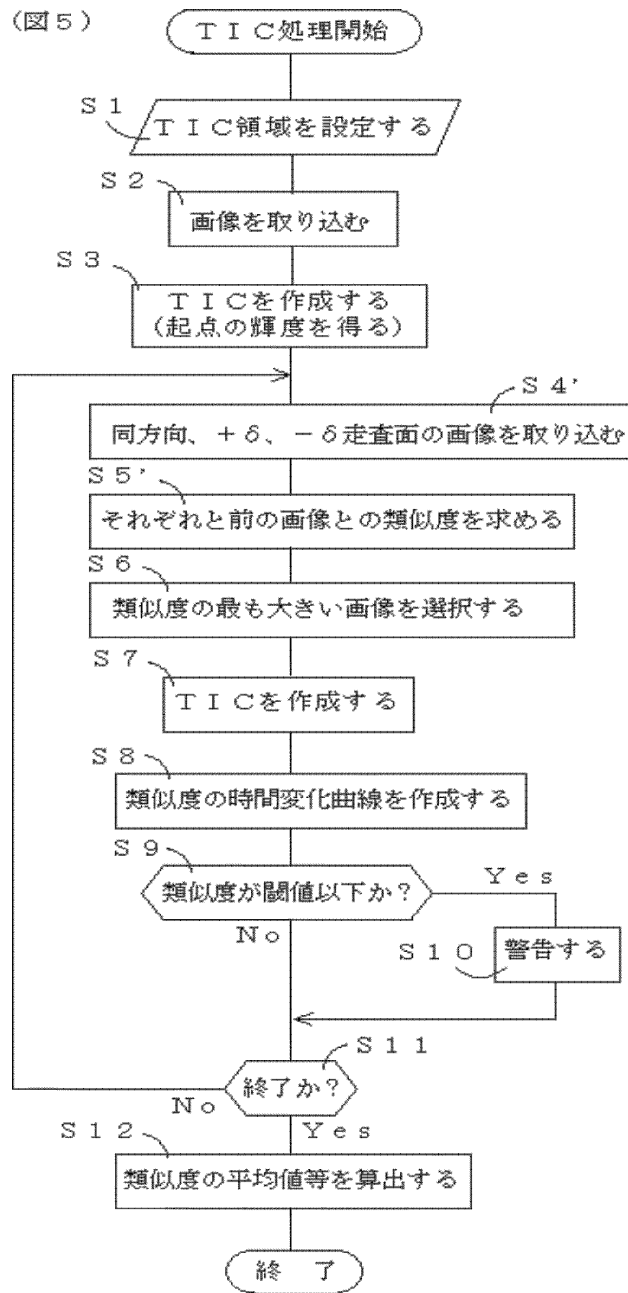 （図５）
ＴＩＣ処理開始
Ｓ１
ＴＩＣ領域を設定する
Ｓ２
画像を取り込む
Ｓ３
ＴＩＣを作成する
（起点の輝度を得る）
Ｓ４’
同方向、＋δ、－δ走査面の画像を取り込む
Ｓ５’
それぞれと前の画像との類似度を求める
Ｓ６
類似度の最も大きい画像を選択する
Ｓ７
ＴＩＣを作成する
Ｓ８
類似度の時間変化曲線を作成する
Ｓ９
類似度が閾値以下か？
Ｙｅｓ
Ｎｏ
Ｓ１０
警告する
Ｓ１１
終了か？
Ｎｏ
Ｙｅｓ
Ｓ１２
類似度の平均値等を算出する
終　了